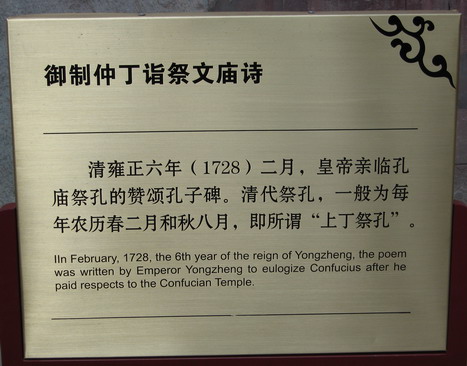 御制仲丁诣祭文庙诗
清雍正六年（1728）二月，皇帝亲临孔
庙祭孔的赞颂孔子碑。清代祭孔，一般为每
年农历春二月和秋八月，即所谓“上丁祭孔”。
IIn February, 1728, the 6th year of the reign of Yongzheng, the poem
was written by Emperor Yongzheng to eulogize Confucius after he
paid respects to the Confucian Temple.